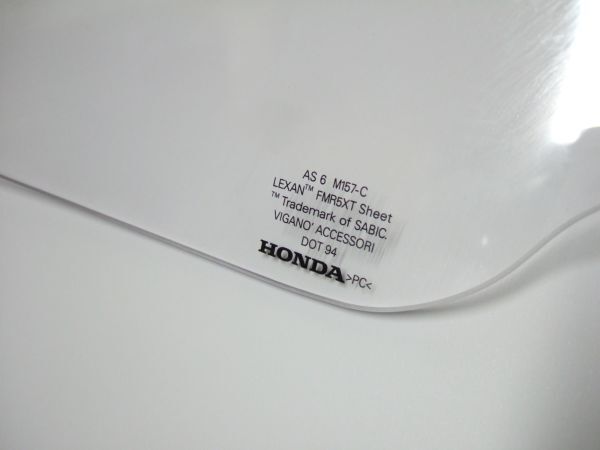 AS 6 M157-C
LEXAN™ FMR5XT Sheet
™ Trademark of SABIC
VIGANO' ACCESSORI
DOT 94
HONDA >PC<